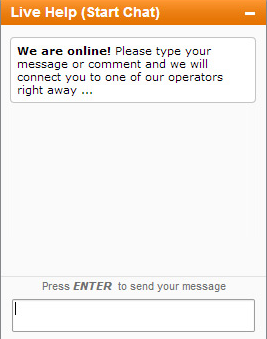 Live Help (Start Chat)
We are online! Please type your
message or comment and we will
connect you to one of our operators
right away ...
Press ENTER to send your message